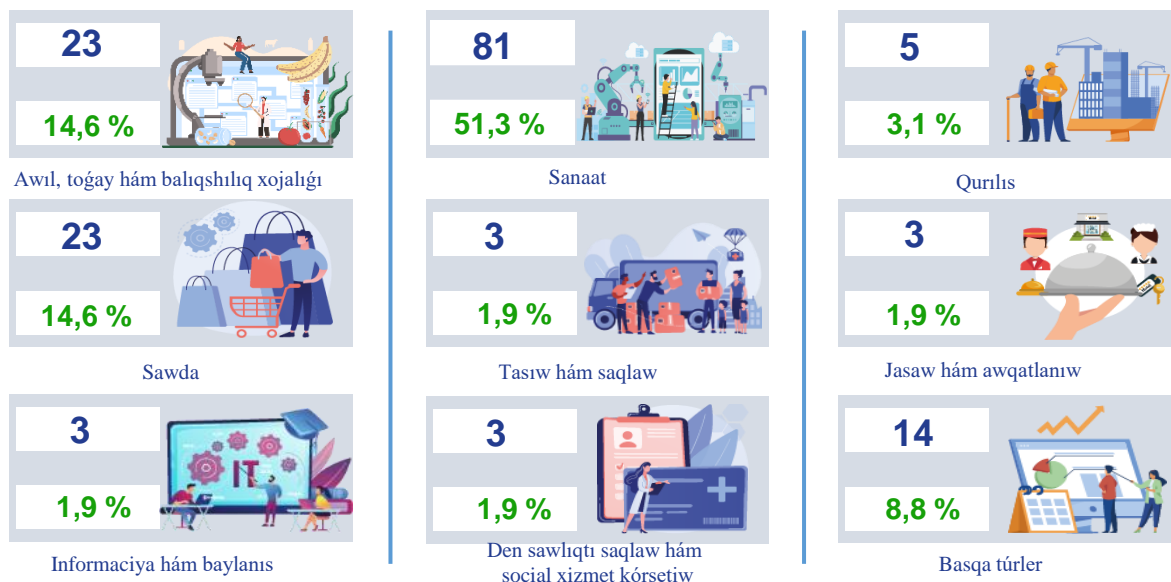 23
14,6 %
Awıl, toǵay hám balıqshılıq xojalıǵı
81
51,3 %
Sanaat
5
3,1 %
Qurılıs
23
14,6 %
Sawda
3
1,9 %
Tasıw hám saqlaw
3
1,9 %
Jasaw hám awqatlanıw
3
1,9 %
IT
Informaciya hám baylanıs
3
1,9 %
Den sawlıqtı saqlaw hám
social xizmet kórsetiw
14
8,8 %
Basqa túrler